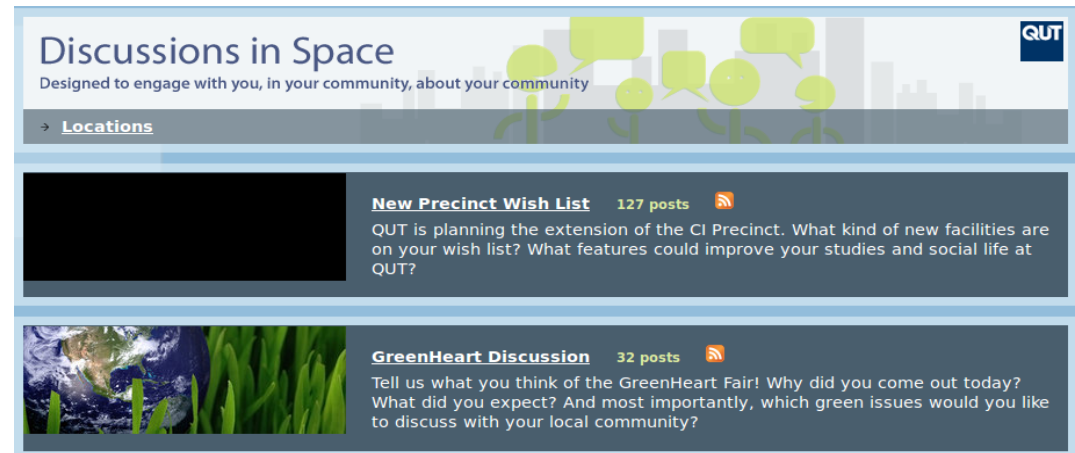 Discussions in Space
QUT
Designed to engage with you, in your community, about your community
Locations
New Precinct Wish List 127 posts
QUT is planning the extension of the CI Precinct. What kind of new facilities are
on your wish list? What features could improve your studies and social life at
QUT?
GreenHeart Discussion 32 posts
Tell us what you think of the GreenHeart Fair! Why did you come out today?
What did you expect? And most importantly, which green issues would you like
to discuss with your local community?